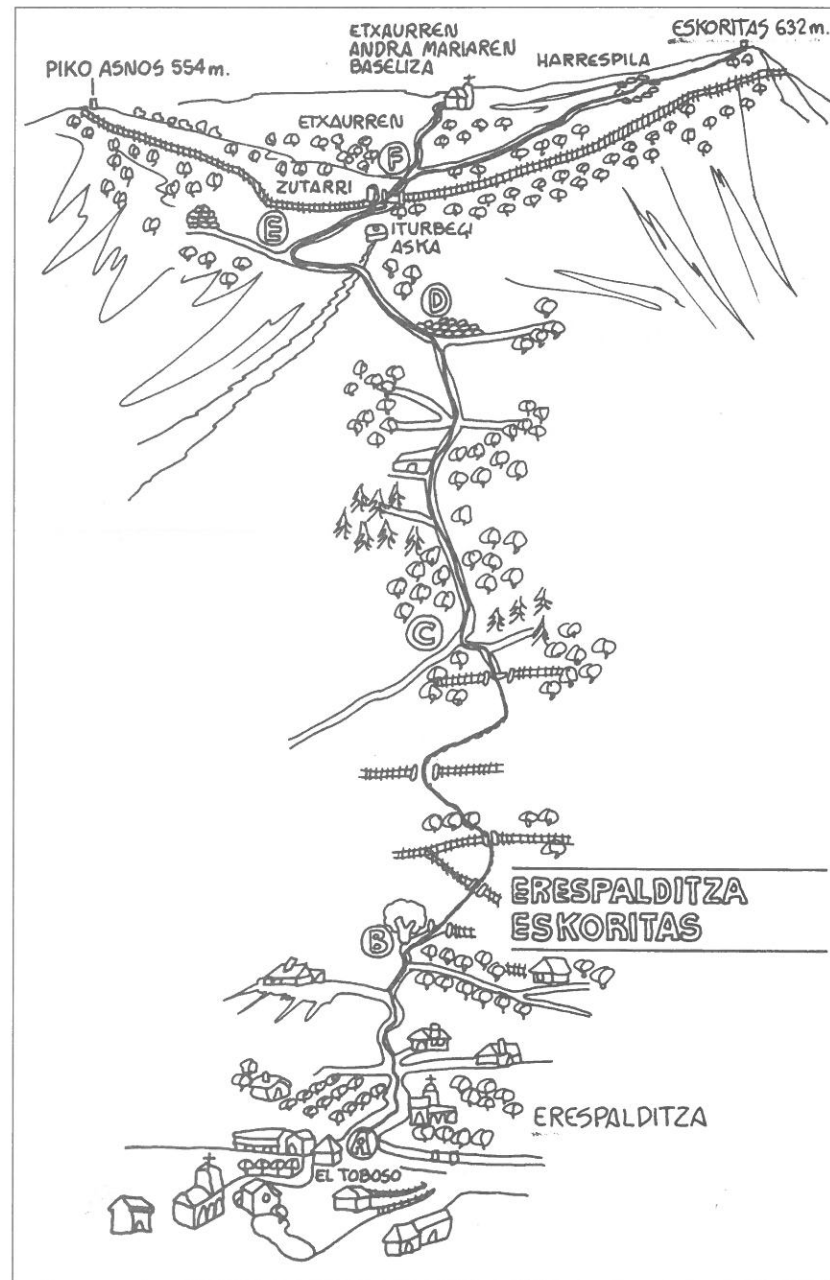 ETXAURREN
ANDRA MARIAREN
BASELIZA
ESKORITAS 632m.
PIKO ASNOS 554m.
HARRESPILA
ETXAURREN
F
ZUTARRI
E
ITURBEGI
ASKA
D
C
ERESPALDITZA
ESKORITAS
B
ERESPALDITZA
A
EL TOBOSO